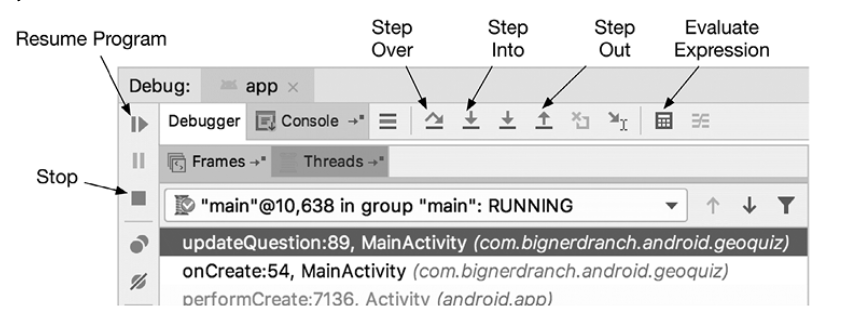 Resume Program
Step Over
Step Into
Step Out
Evaluate Expression
Debug: app ×
Debugger Console
Frames Threads
Stop
"main"@10,638 in group "main": RUNNING
updateQuestion:89, MainActivity (com.bignerdranch.android.geoquiz)
onCreate:54, MainActivity (com.bignerdranch.android.geoquiz)
performCreate:7136, Activity (android.app)